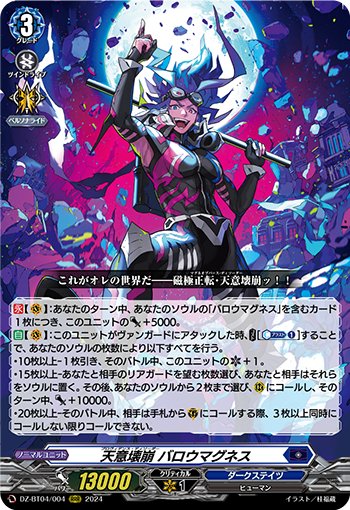 3
グレード
ツインドライブ
ペルソナライド
これがオレの世界だ――磁極正転・天意壊崩ッ！！
永【】：あなたのターン中、あなたのソウルの「バロウマグネス」を含むカード
1枚につき、このユニットの+5000。
自【】：このユニットがヴァンガードにアタックした時、【】することで、あなたのソウルの枚数により以下すべてを行う。
・10枚以上-1枚引き、そのバトル中、このユニットの+1。
・15枚以上-あなたと相手のリアガードを望む枚数選び、あなたと相手はそれら
をソウルに置く。その後、あなたのソウルから2枚まで選び、にコールし、その
ターン中、+10000。
・20枚以上-そのバトル中、相手は手札からにコールする際、3枚以上同時に
コールしない限りコールできない。
ノーマルユニット
天意壊崩 バロウマグネス
パワー
13000
クリティカル
1
ダークステイツ
ヒューマン
DZ-BT04/004 RRR 2024
イラスト／桂福蔵